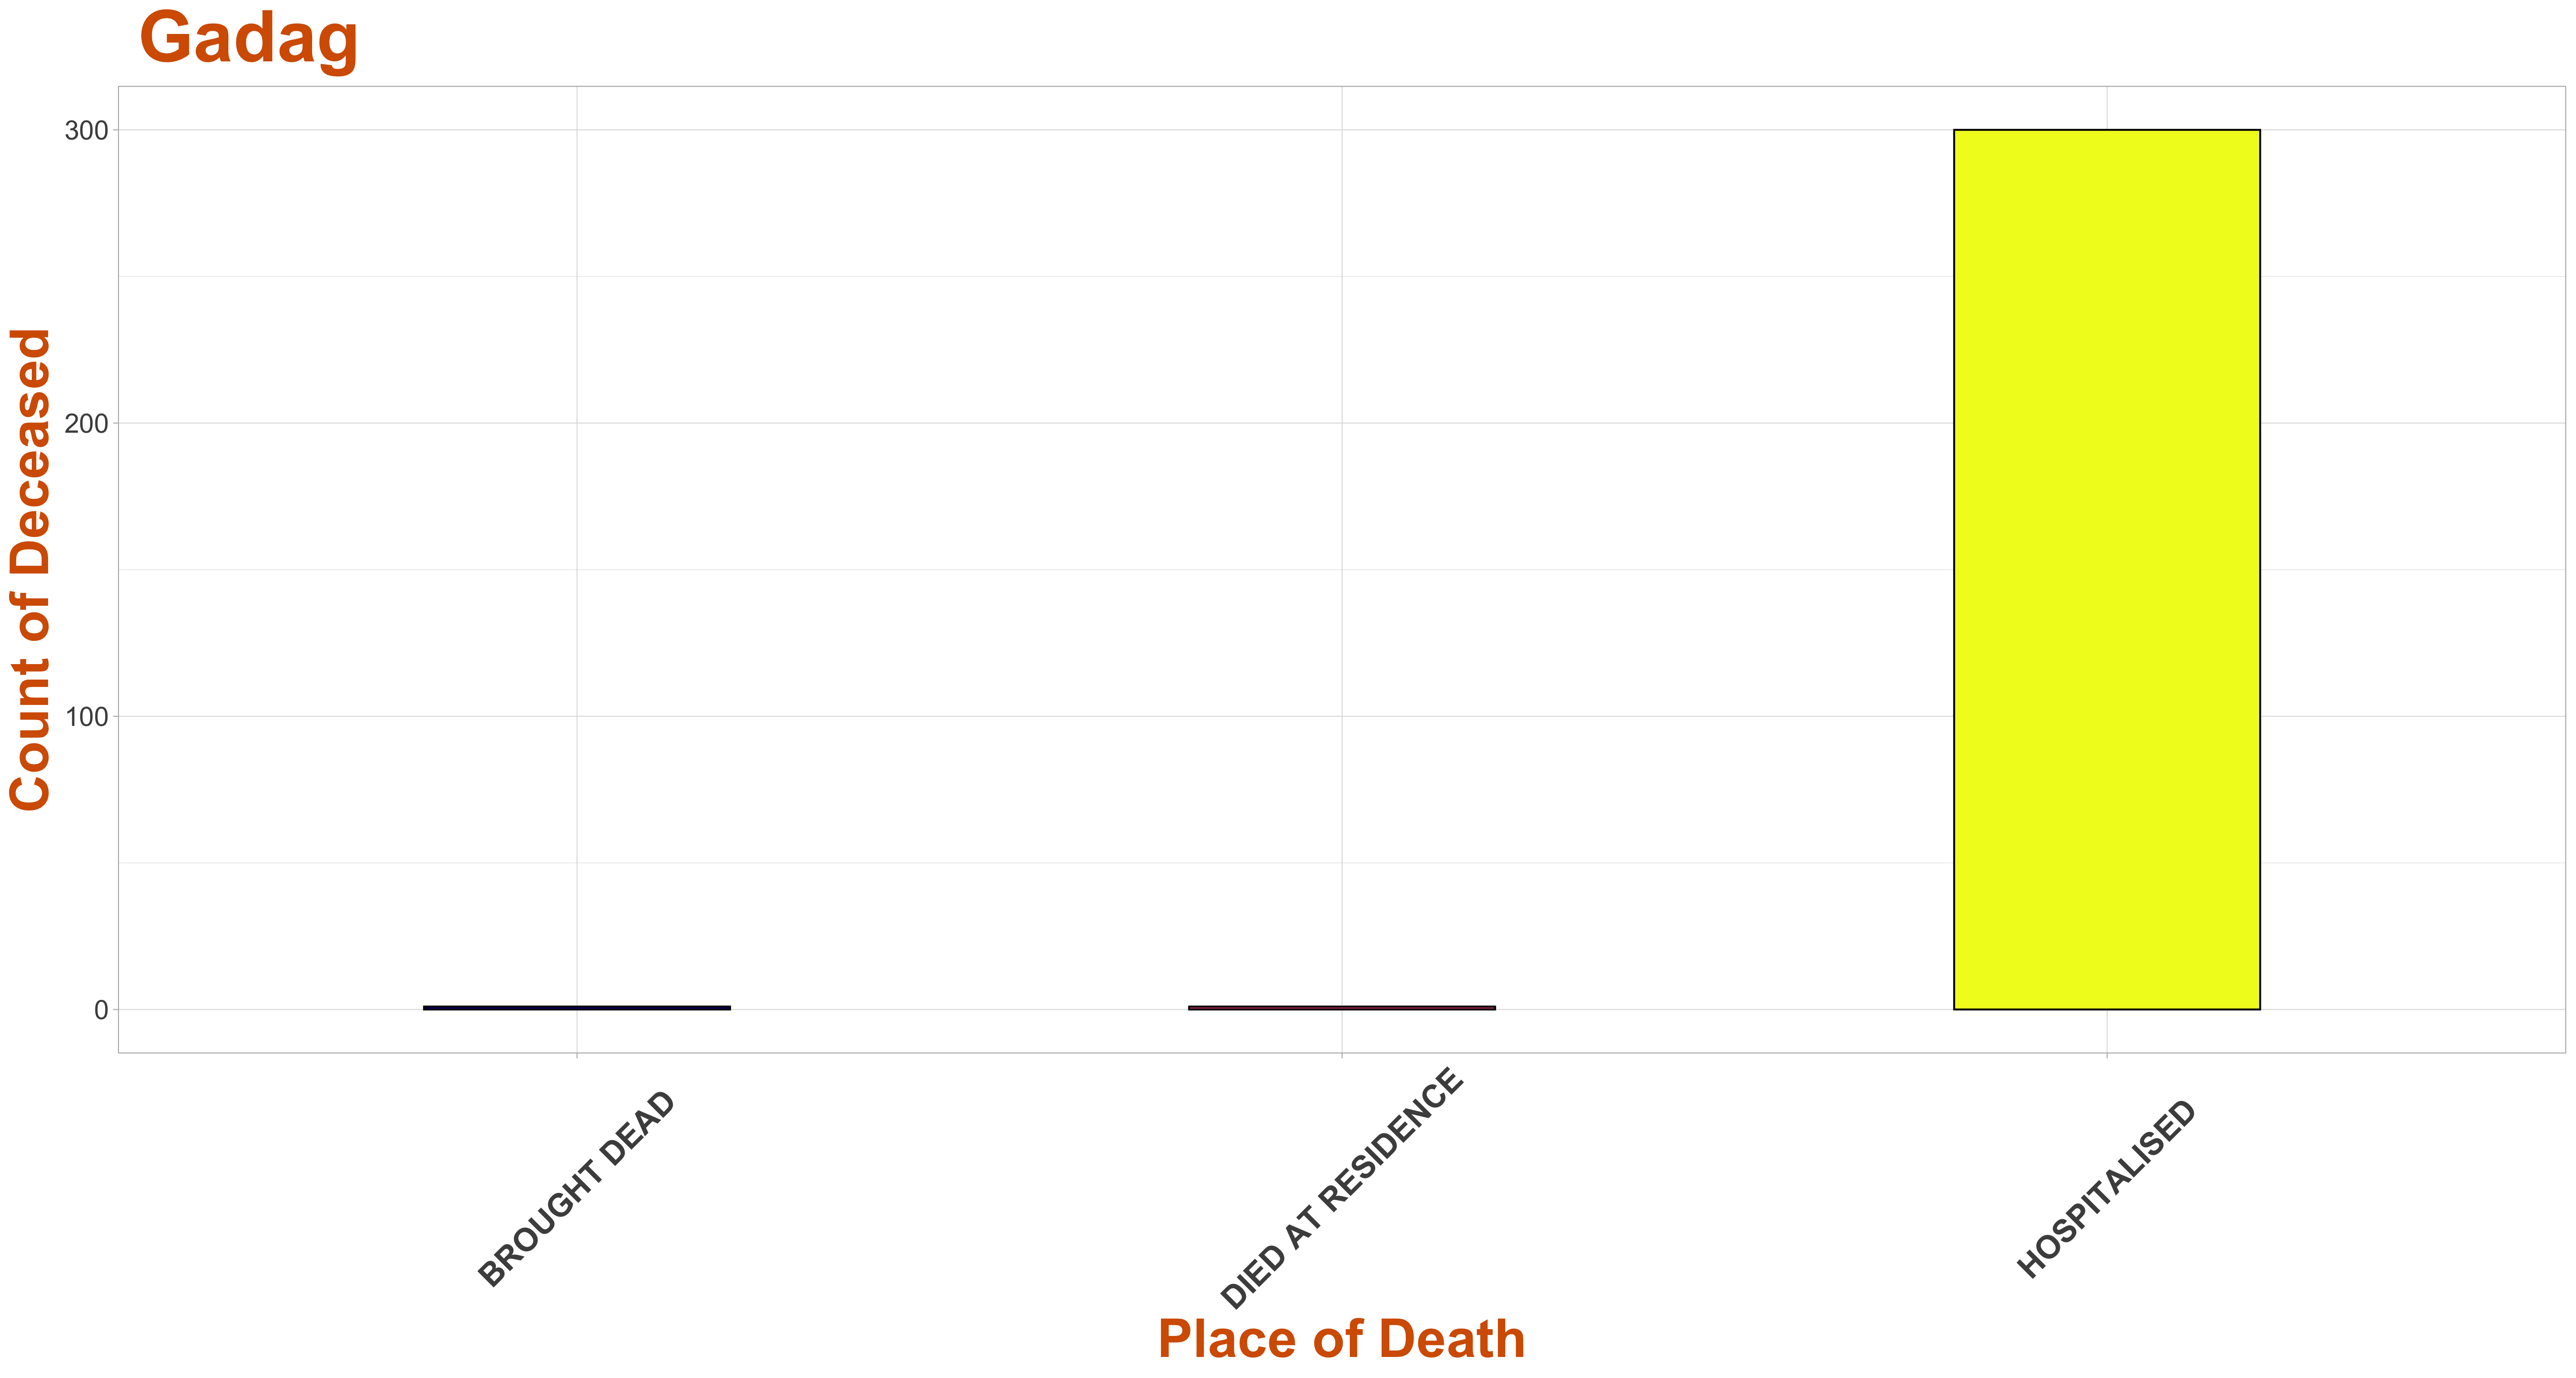 Gadag
Count of Deceased
300
200
100
0
BROUGHT DEAD
DIED AT RESIDENCE
HOSPITALISED
Place of Death